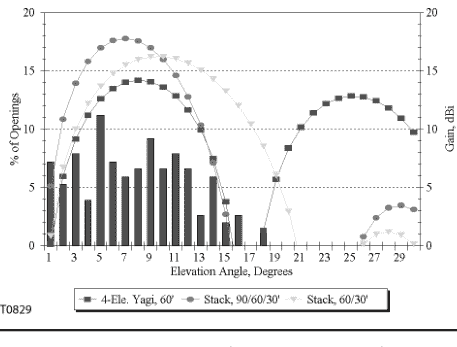 20
20
15
15
10
10
5
5
0
0
% of Openings
Gain, dBi
1 3 5 7 9 11 13 15 17 19 21 23 25 27 29
Elevation Angle, Degrees
4-Ele. Yagi, 60' Stack, 90/60/30' Stack, 60/30'
T0829